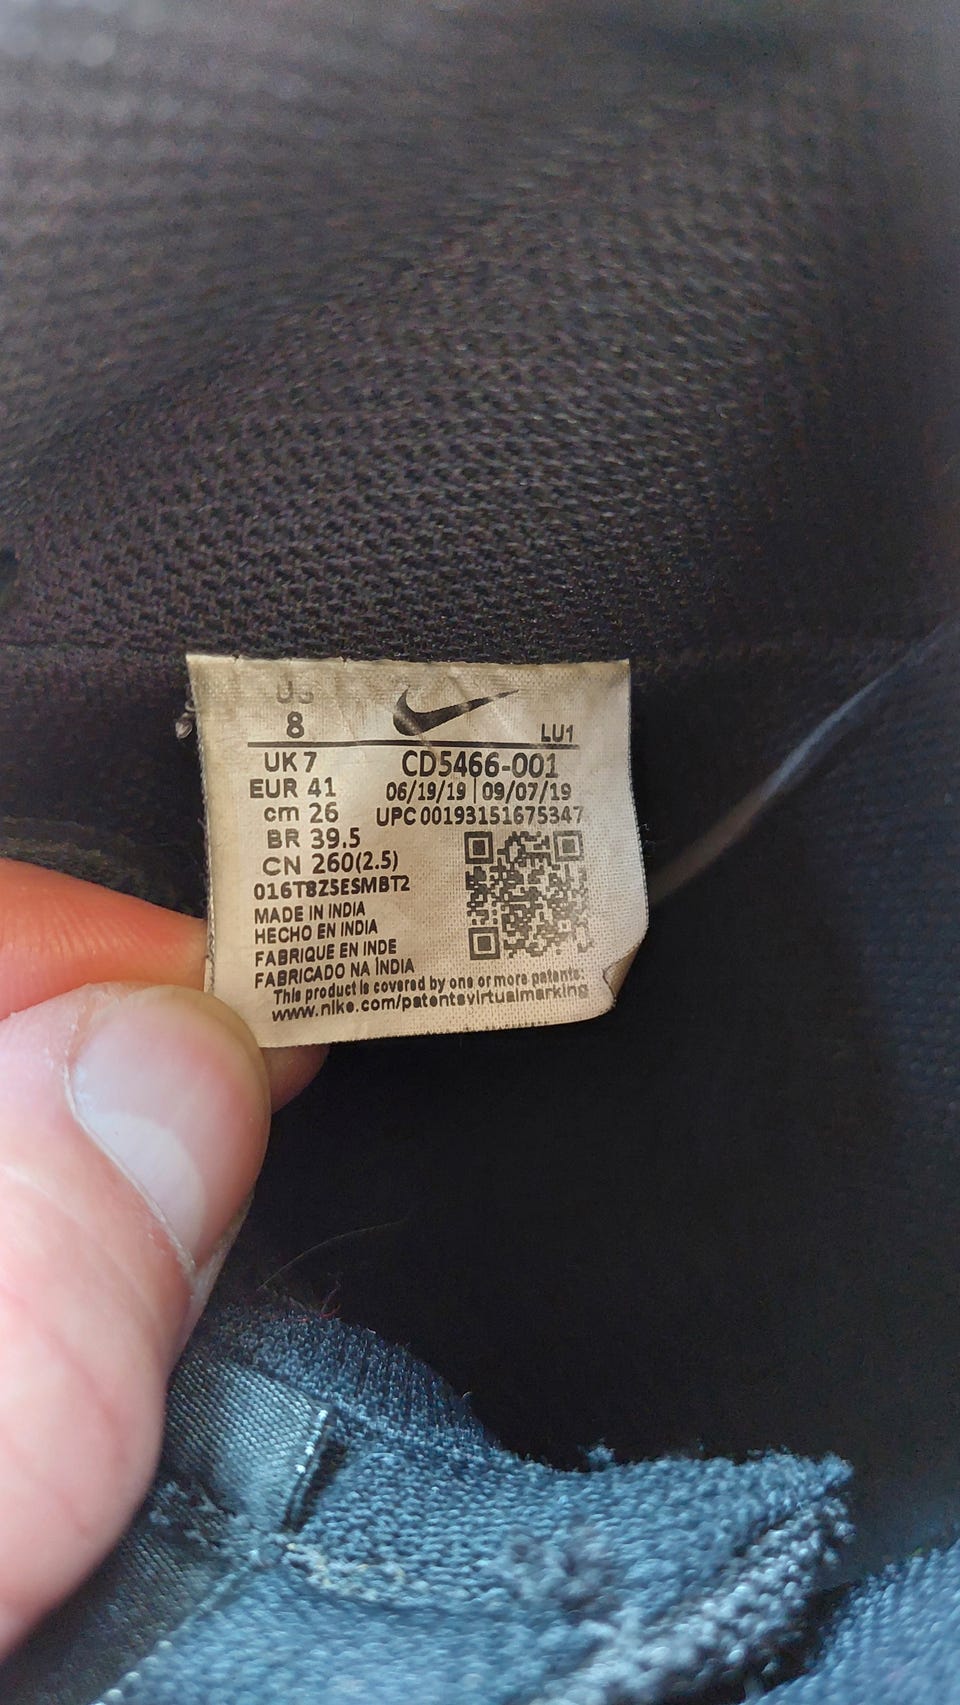 US
8
LU1
UK 7
CD5466-001
EUR 41
06/19/19 | 09/07/19
cm 26
UPC 00193151675347
BR 39.5
CN 260(2.5)
016T8Z5ESMBT2
MADE IN INDIA
HECHO EN INDIA
FABRIQUE EN INDE
FABRICADO NA ÍNDIA
This product is covered by one or more patents:
www.nike.com/patentsvirtualmarking